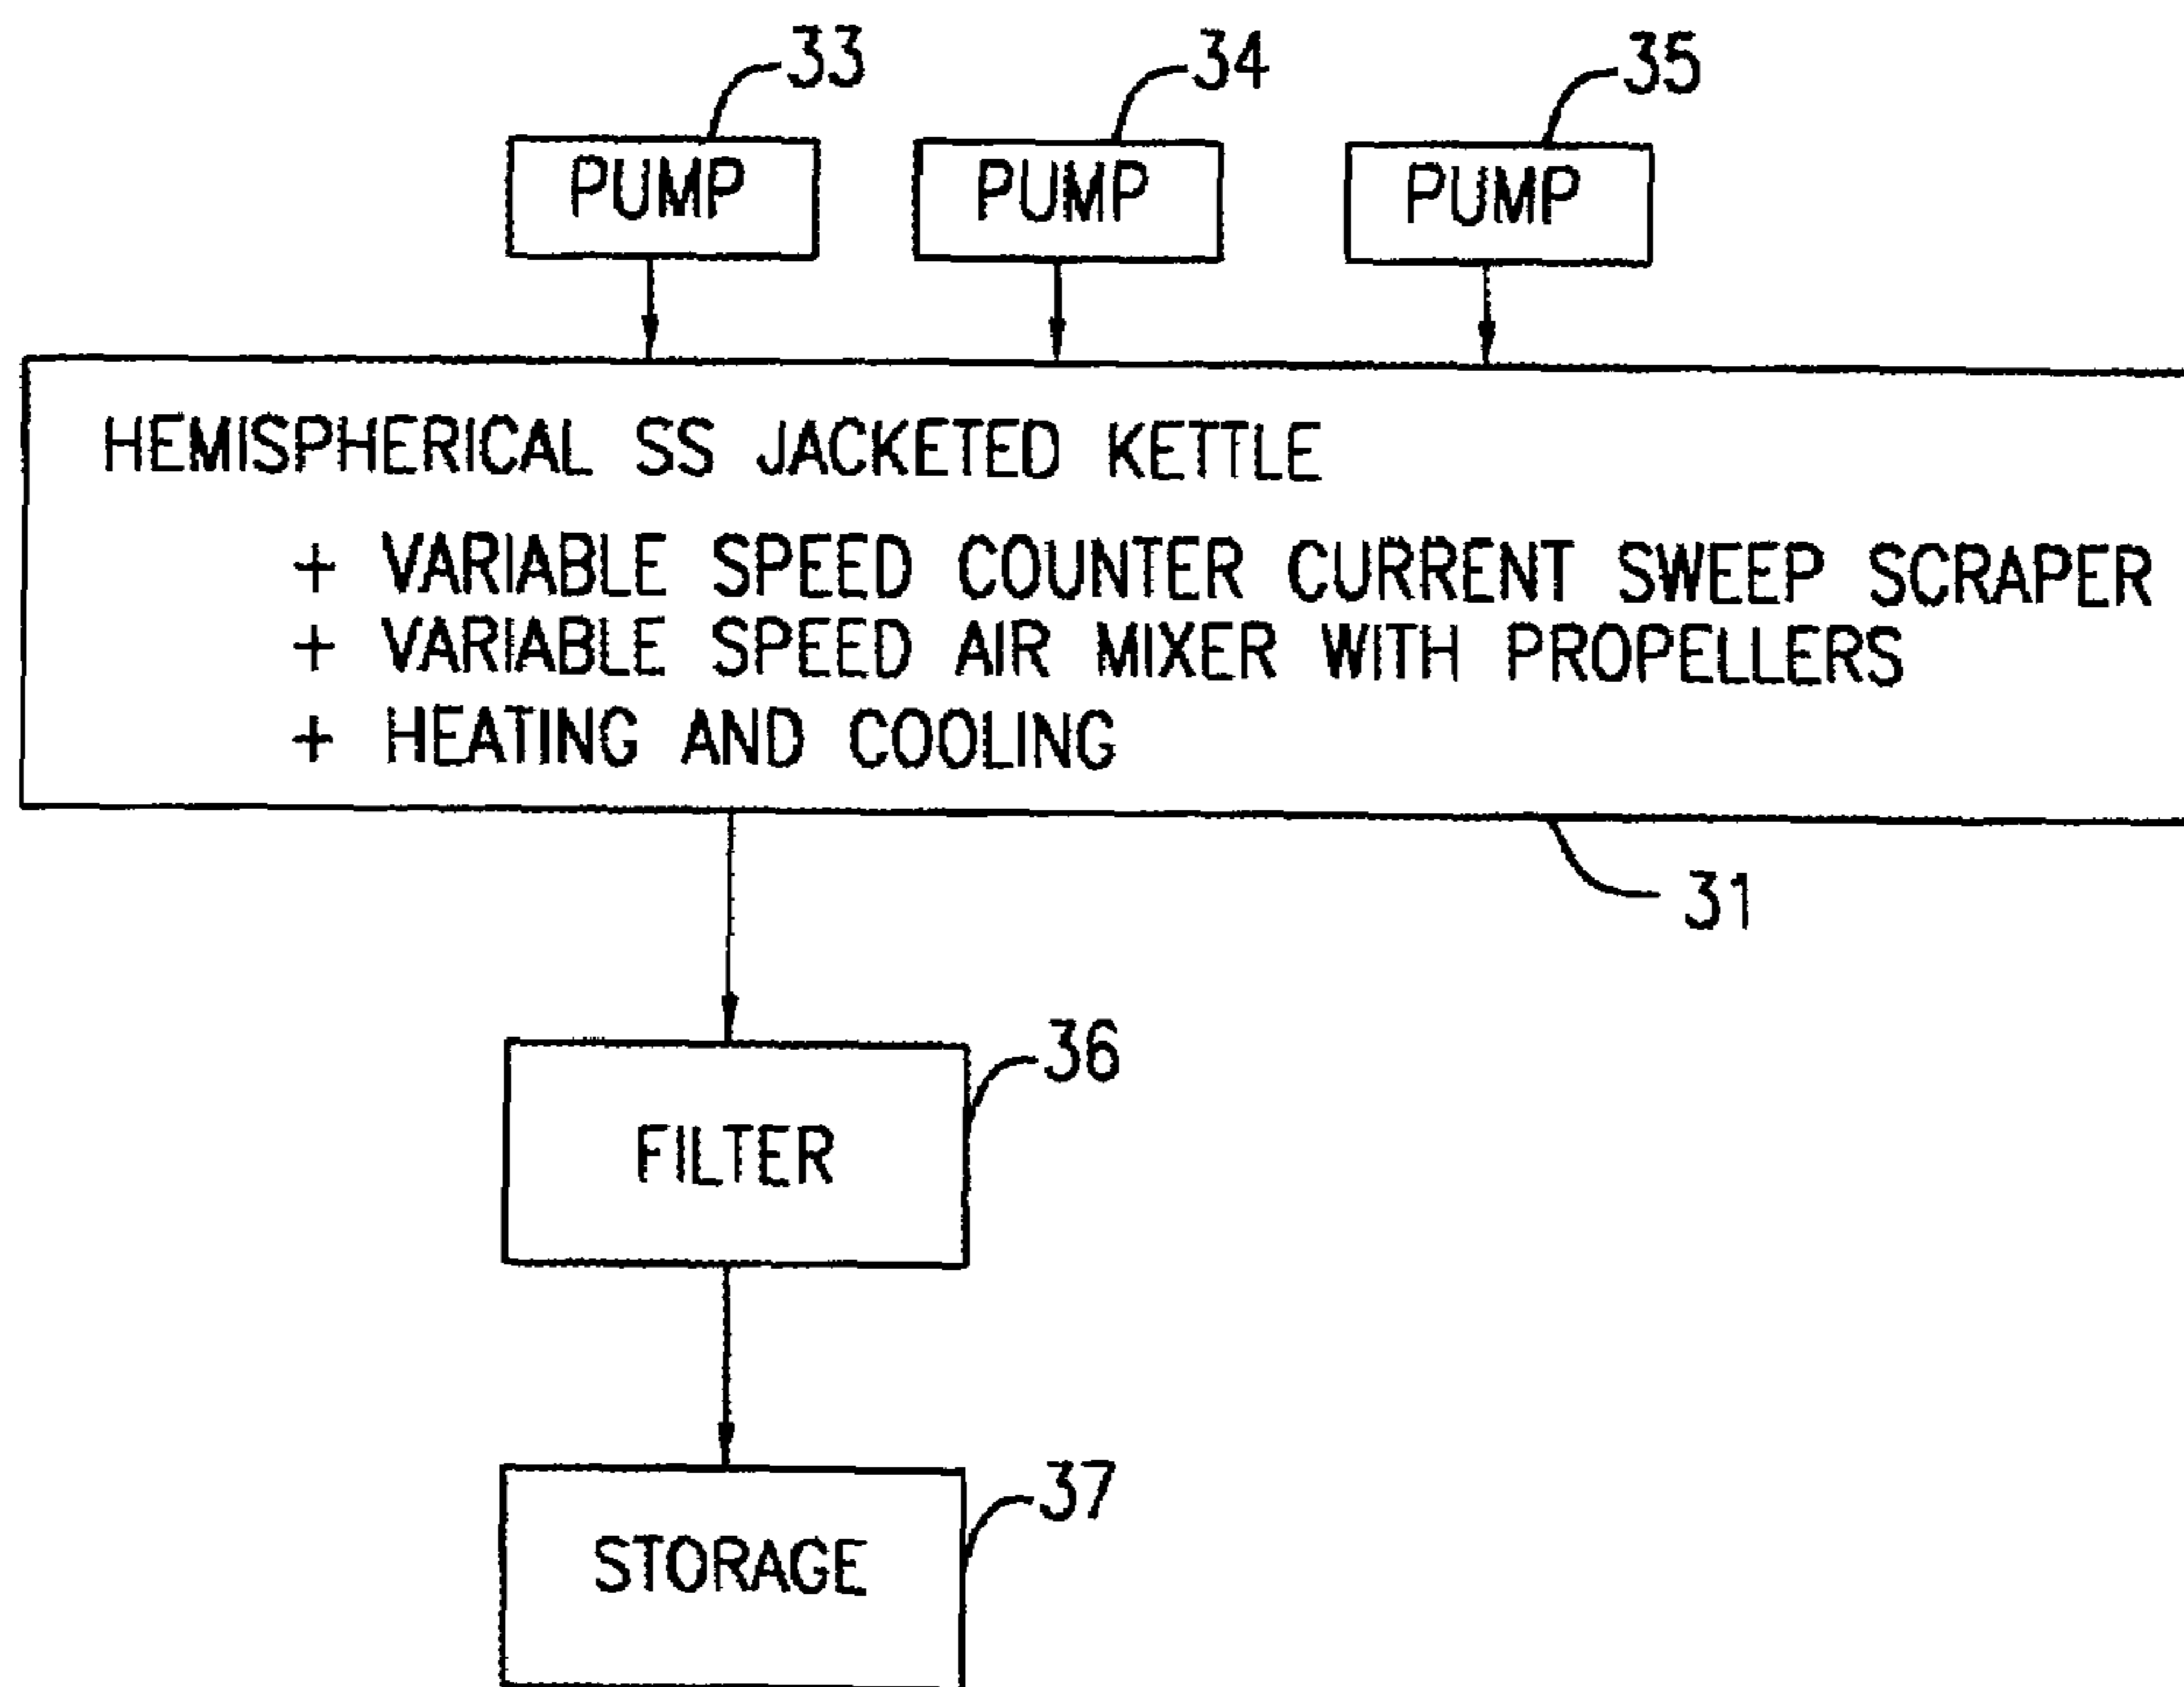 33
34
35
PUMP
PUMP
PUMP
HEMISPHERICAL SS JACKETED KETTLE
+ VARIABLE SPEED COUNTER CURRENT SWEEP SCRAPER
+ VARIABLE SPEED AIR MIXER WITH PROPELLERS
+ HEATING AND COOLING
31
36
FILTER
37
STORAGE